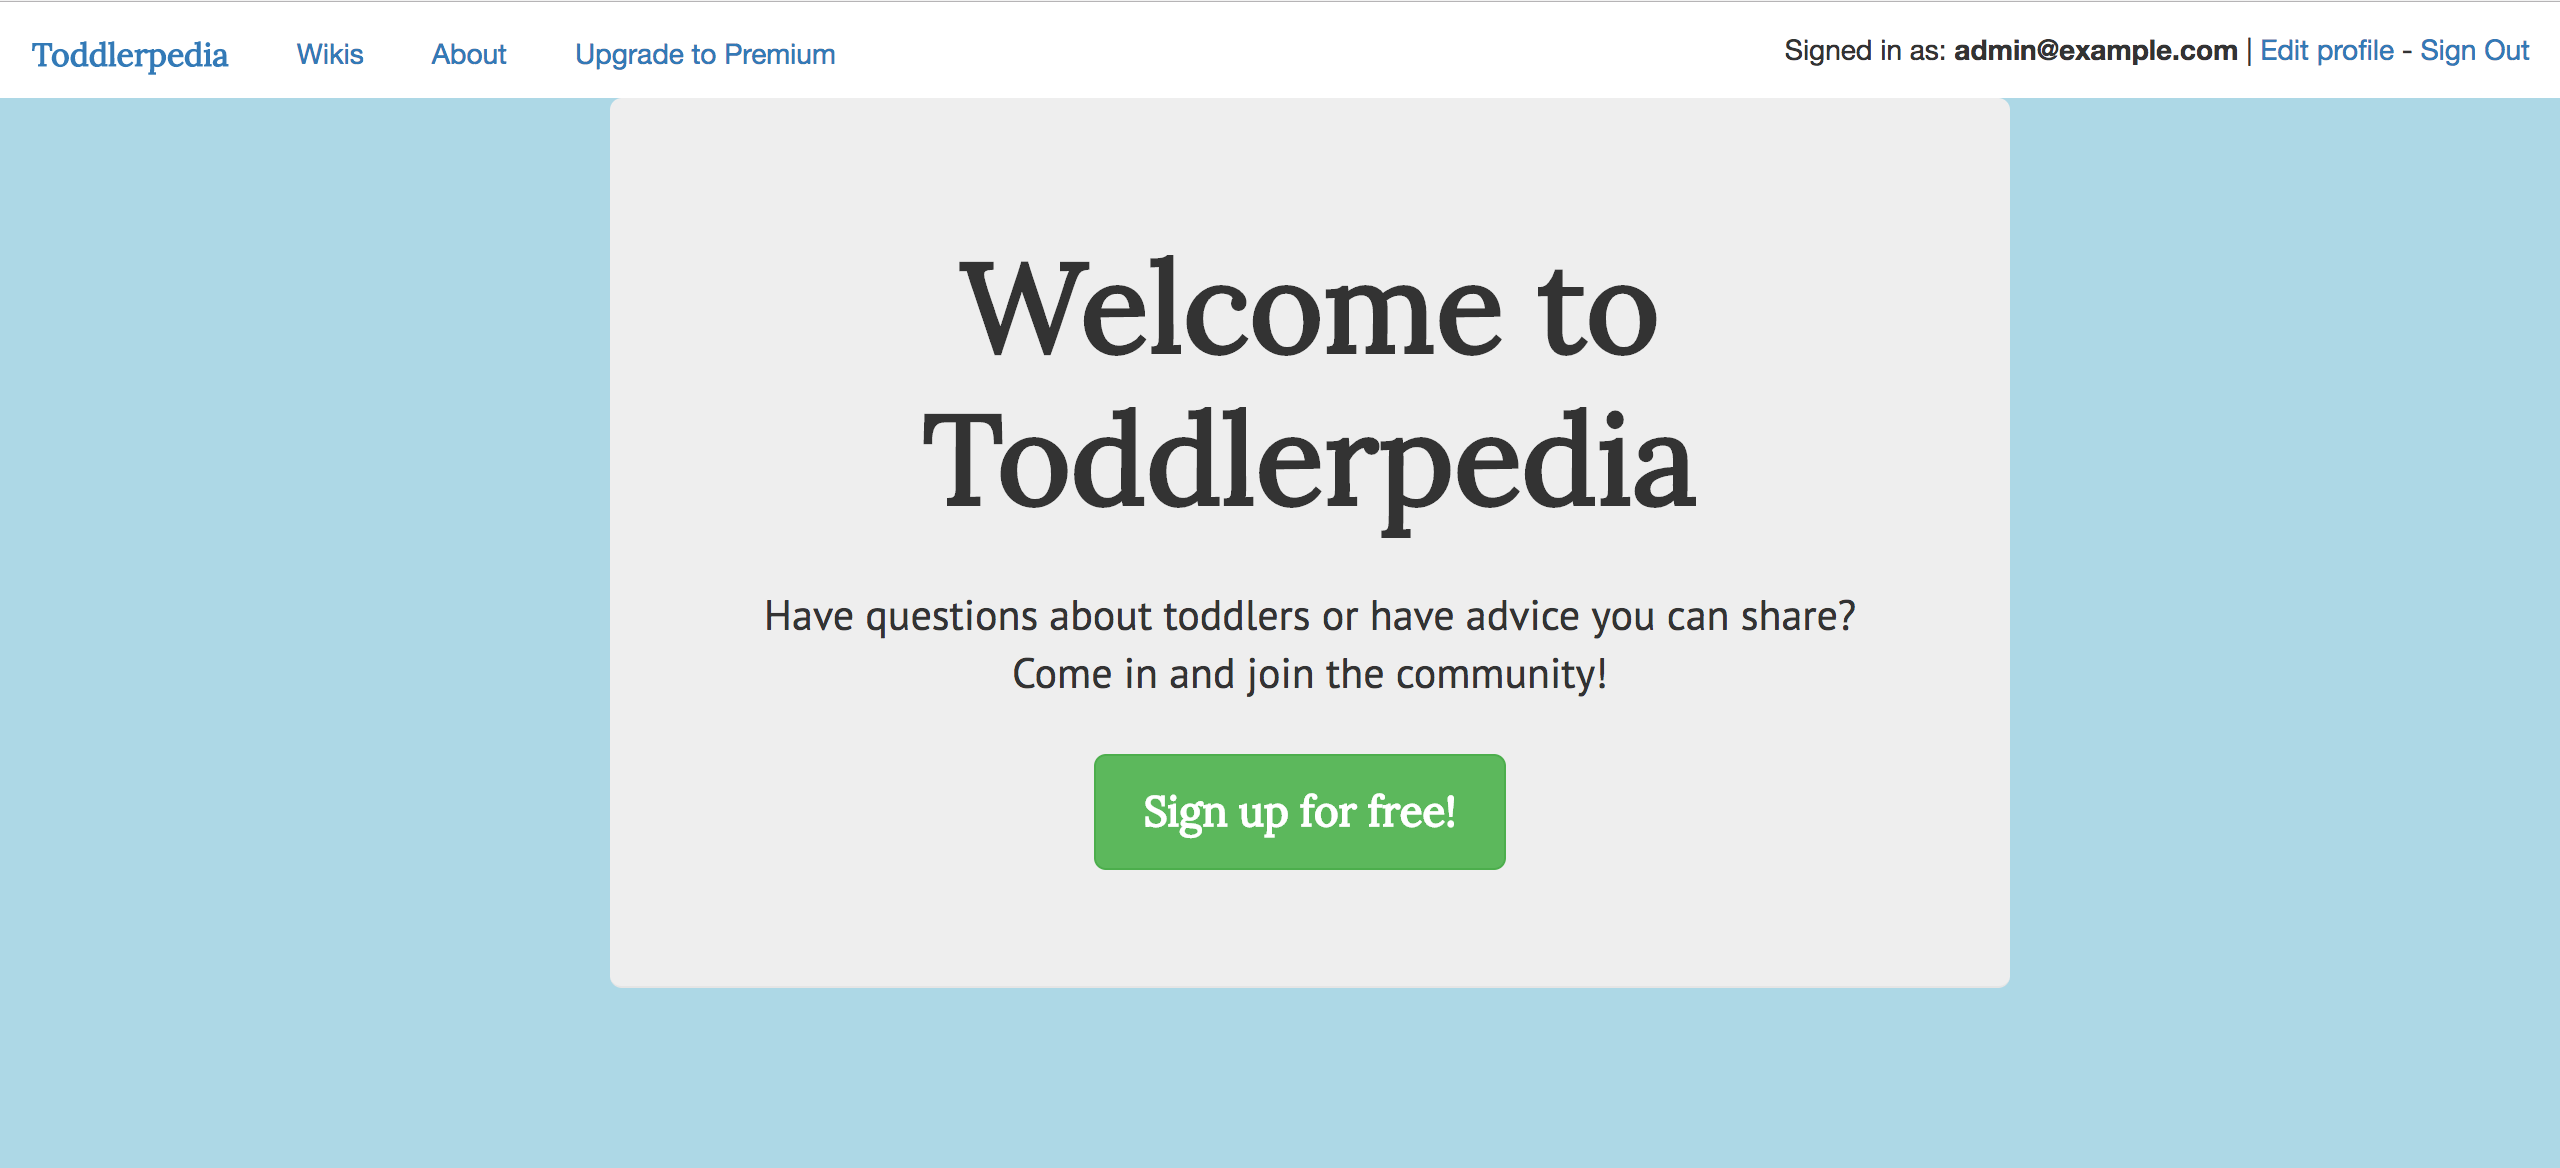 Toddlerpedia Wikis About Upgrade to Premium Signed in as: admin@example.com | Edit profile - Sign Out
Welcome to
Toddlerpedia
Have questions about toddlers or have advice you can share?
Come in and join the community!
Sign up for free!